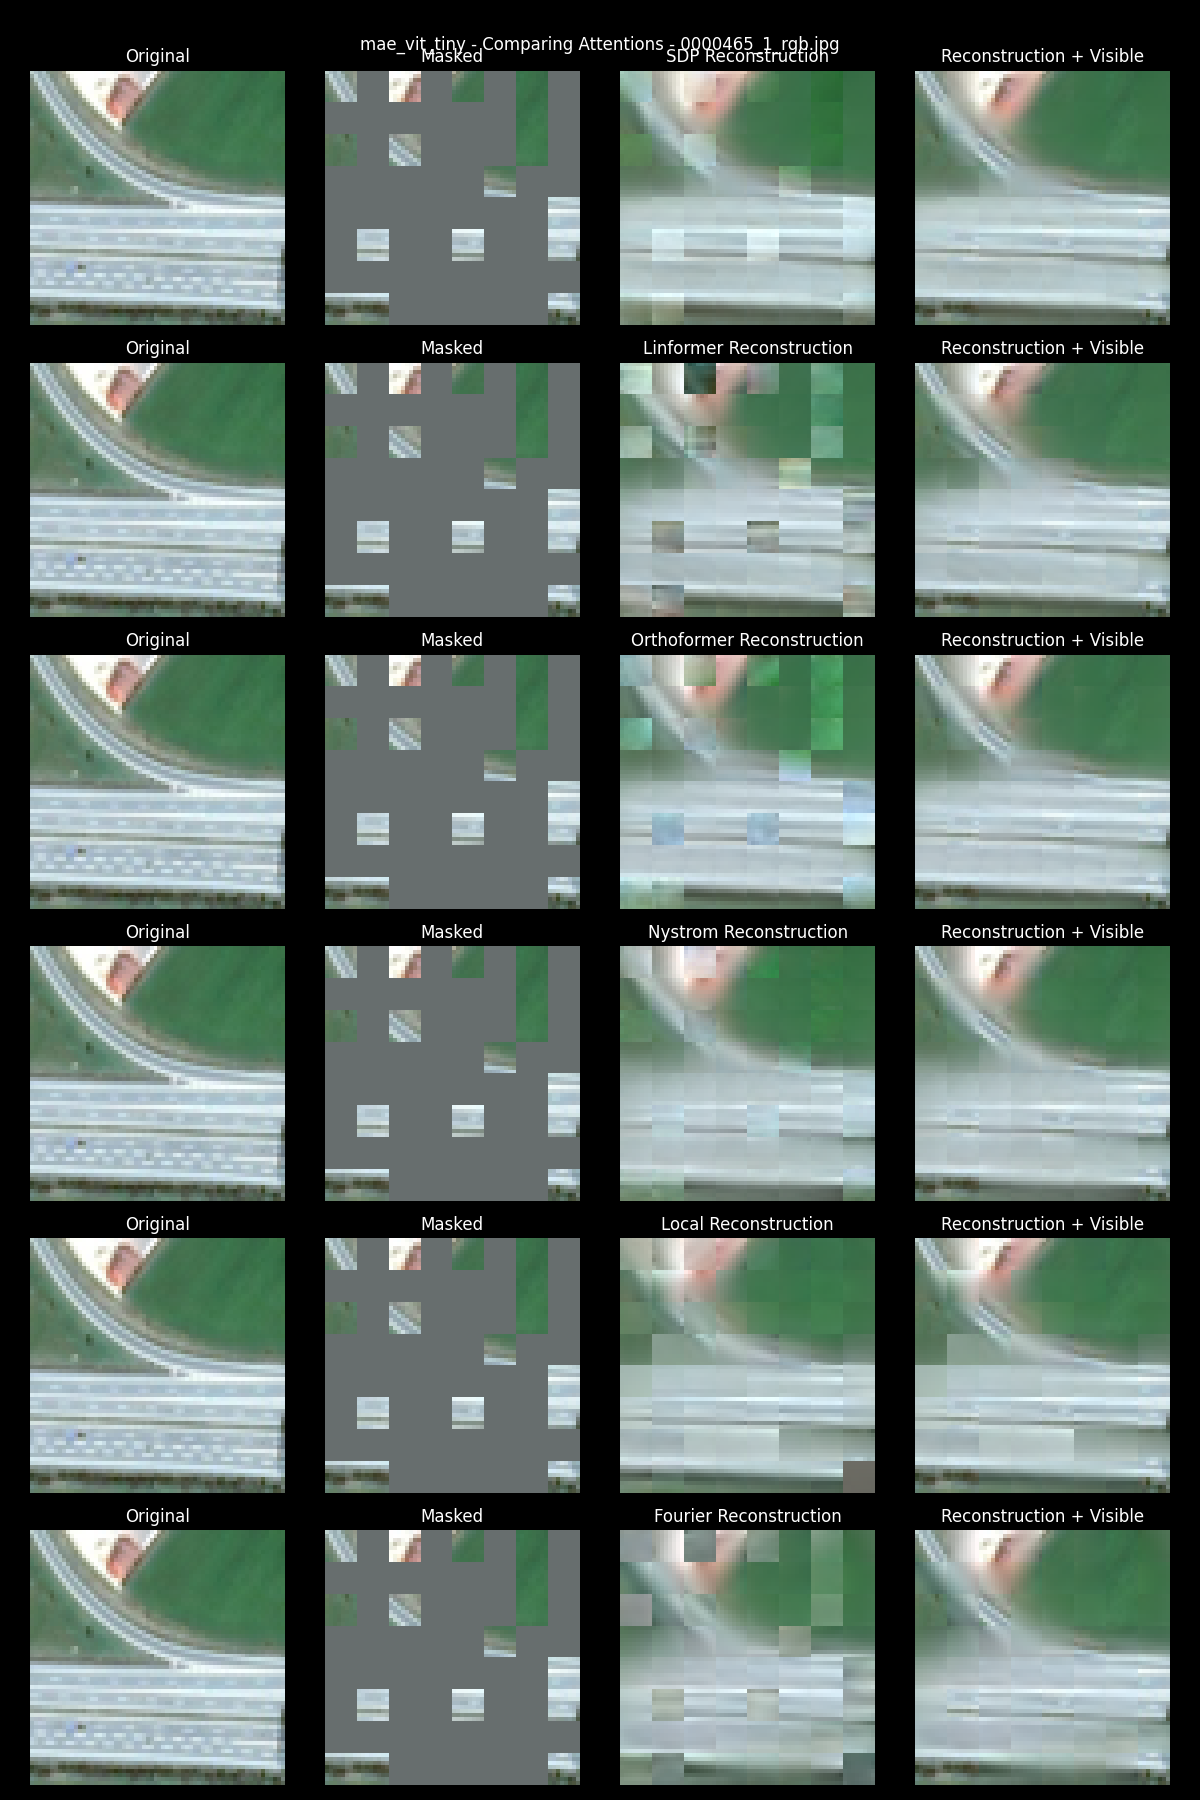 mae_vit_tiny - Comparing Attentions - 0000465_1_rgb.jpg
Original Masked SDP Reconstruction Reconstruction + Visible
Original Masked Linformer Reconstruction Reconstruction + Visible
Original Masked Orthoformer Reconstruction Reconstruction + Visible
Original Masked Nystrom Reconstruction Reconstruction + Visible
Original Masked Local Reconstruction Reconstruction + Visible
Original Masked Fourier Reconstruction Reconstruction + Visible